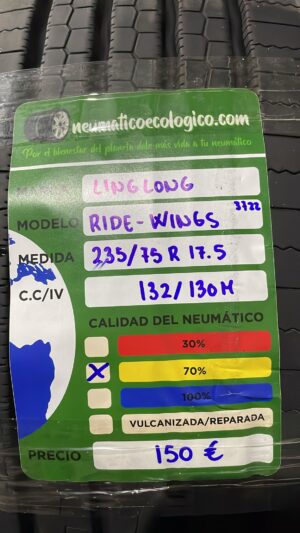 neumaticoecologico.com
Por el bienestar del planeta dale más vida a tu neumático
LINGLONG
3722
MODELO RIDE-WINGS
MEDIDA 235/75 R 17.5
C.C/IV 132/130M
CALIDAD DEL NEUMÁTICO
30%
X 70%
100%
VULCANIZADA/REPARADA
PRECIO 150 €